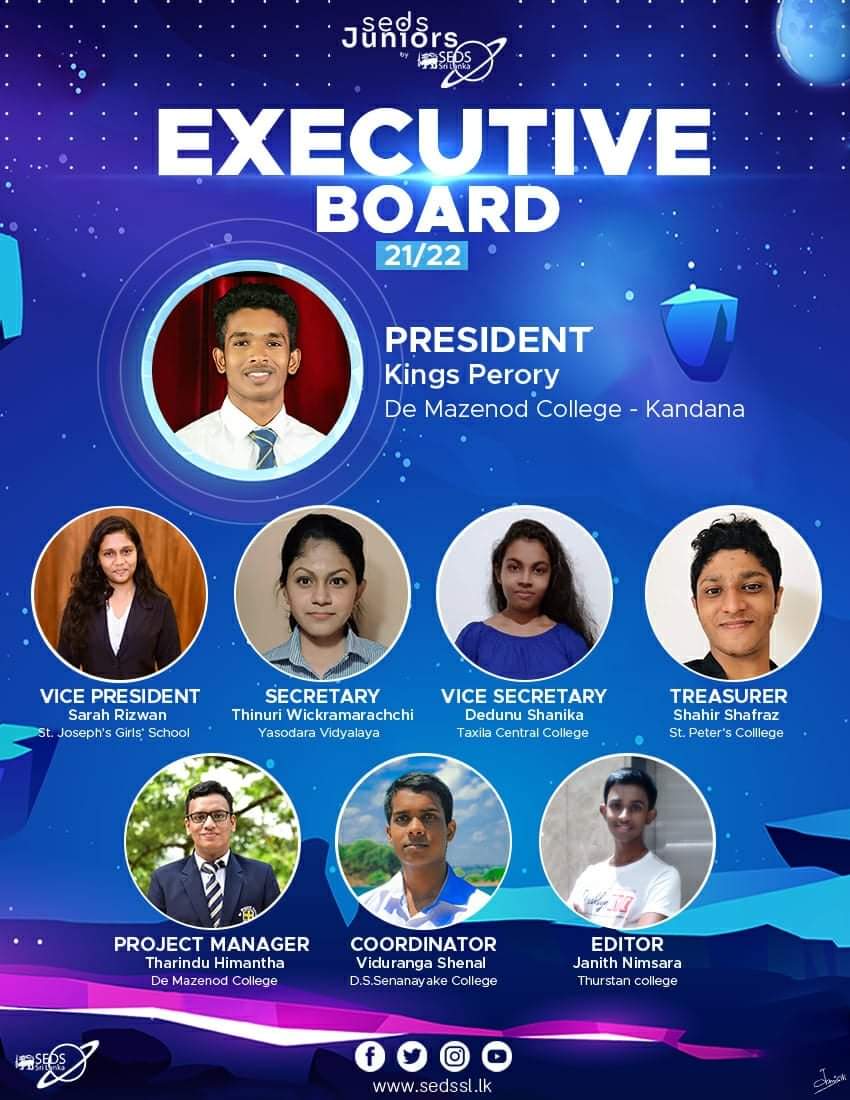 seds
Juniors
by
SEDS
Sri Lanka
EXECUTIVE
BOARD
21/22
PRESIDENT
Kings Perory
De Mazenod College - Kandana
VICE PRESIDENT
Sarah Rizwan
St. Joseph's Girls' School
SECRETARY
Thinuri Wickramarachchi
Yasodara Vidyalaya
VICE SECRETARY
Dedunu Shanika
Taxila Central College
TREASURER
Shahir Shafraz
St. Peter's Colllege
PROJECT MANAGER
Tharindu Himantha
De Mazenod College
COORDINATOR
Viduranga Shenal
D.S.Senanayake College
EDITOR
Janith Nimsara
Thurstan college
SEDS
Sri Lanka
www.sedssl.lk